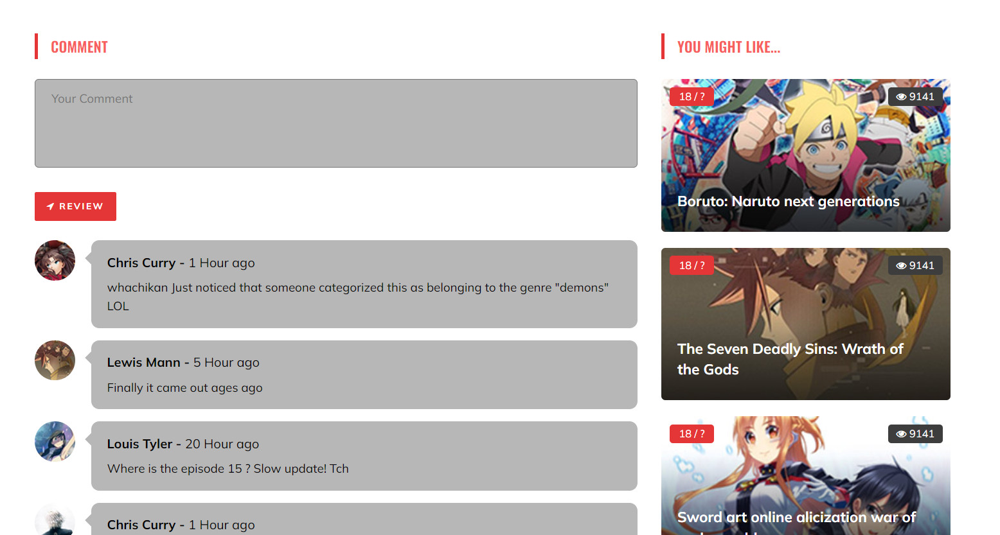 COMMENT
Your Comment
REVIEW
Chris Curry - 1 Hour ago
whachikan Just noticed that someone categorized this as belonging to the genre "demons"
LOL
Lewis Mann - 5 Hour ago
Finally it came out ages ago
Louis Tyler - 20 Hour ago
Where is the episode 15 ? Slow update! Tch
Chris Curry - 1 Hour ago
YOU MIGHT LIKE...
18 / ?
9141
Boruto: Naruto next generations
18 / ?
9141
The Seven Deadly Sins: Wrath of
the Gods
18 / ?
9141
Sword art online alicization war of